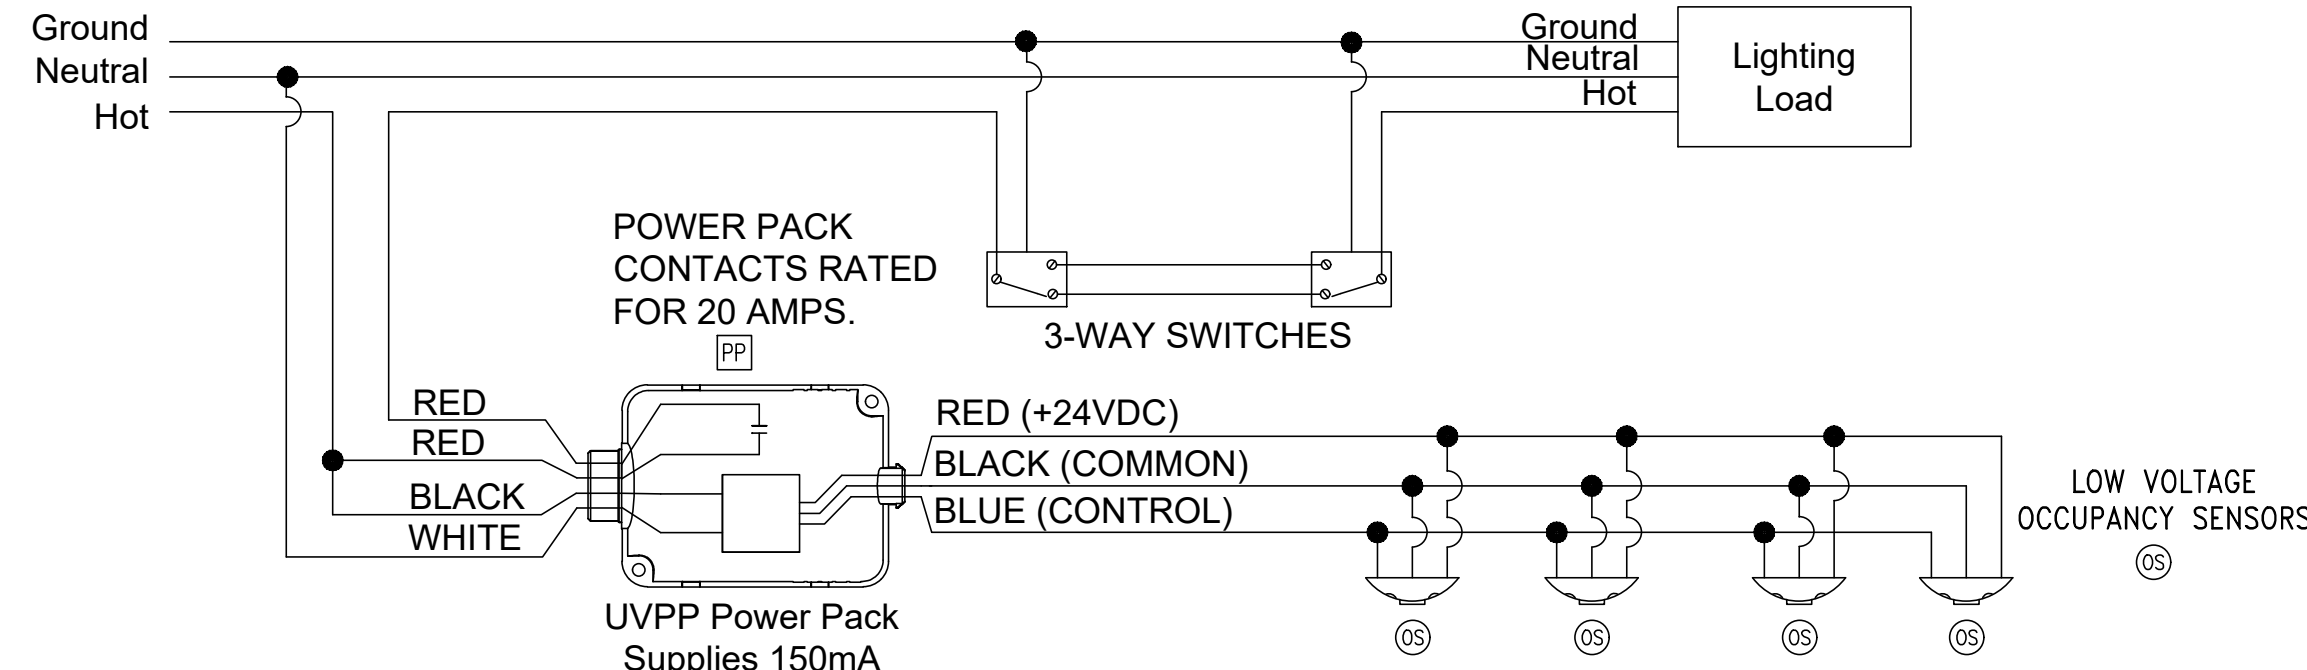 Ground
Neutral
Hot
Ground
Neutral
Hot
Lighting
Load
POWER PACK
CONTACTS RATED
FOR 20 AMPS.
PP
3-WAY SWITCHES
RED
RED
BLACK
WHITE
RED (+24VDC)
BLACK (COMMON)
BLUE (CONTROL)
LOW VOLTAGE
OCCUPANCY SENSORS
OS
UVPP Power Pack
Supplies 150mA
OS
OS
OS
OS